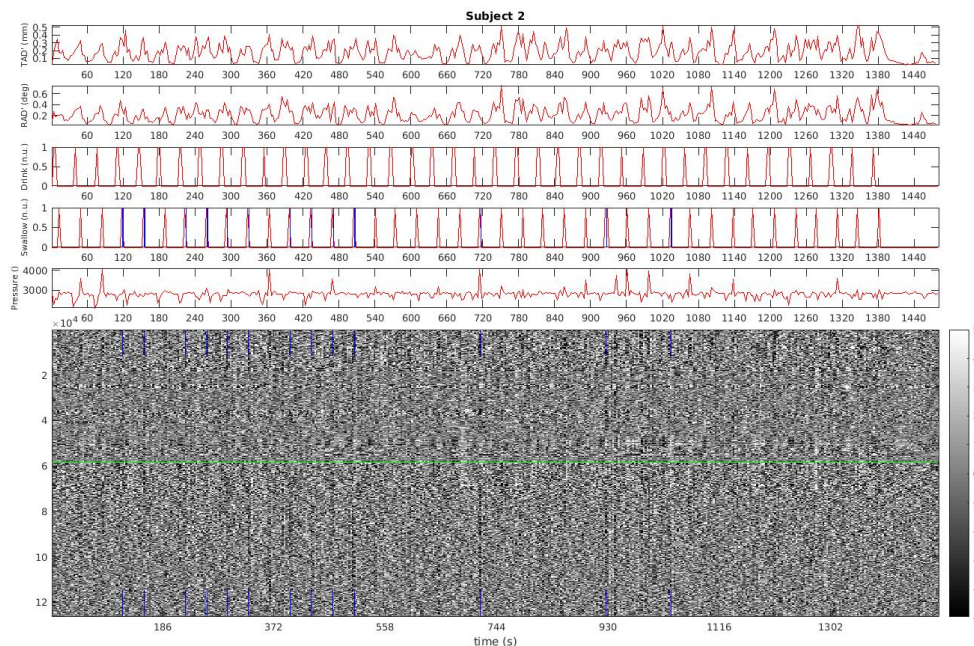 Subject 2
TAD' (mm)
0.5
0.4
0.3
0.2
0.1
60 120 180 240 300 360 420 480 540 600 660 720 780 840 900 960 1020 1080 1140 1200 1260 1320 1380 1440
RAD' (deg)
0.6
0.4
0.2
60 120 180 240 300 360 420 480 540 600 660 720 780 840 900 960 1020 1080 1140 1200 1260 1320 1380 1440
Drink (n.u.)
1
0.5
0
60 120 180 240 300 360 420 480 540 600 660 720 780 840 900 960 1020 1080 1140 1200 1260 1320 1380 1440
Swallow (n.u.)
1
0.5
0
60 120 180 240 300 360 420 480 540 600 660 720 780 840 900 960 1020 1080 1140 1200 1260 1320 1380 1440
Pressure ()
4000
3000
60 120 180 240 300 360 420 480 540 600 660 720 780 840 900 960 1020 1080 1140 1200 1260 1320 1380 1440
×10⁴
2
4
6
8
10
12
186 372 558 744 930 1116 1302
time (s)